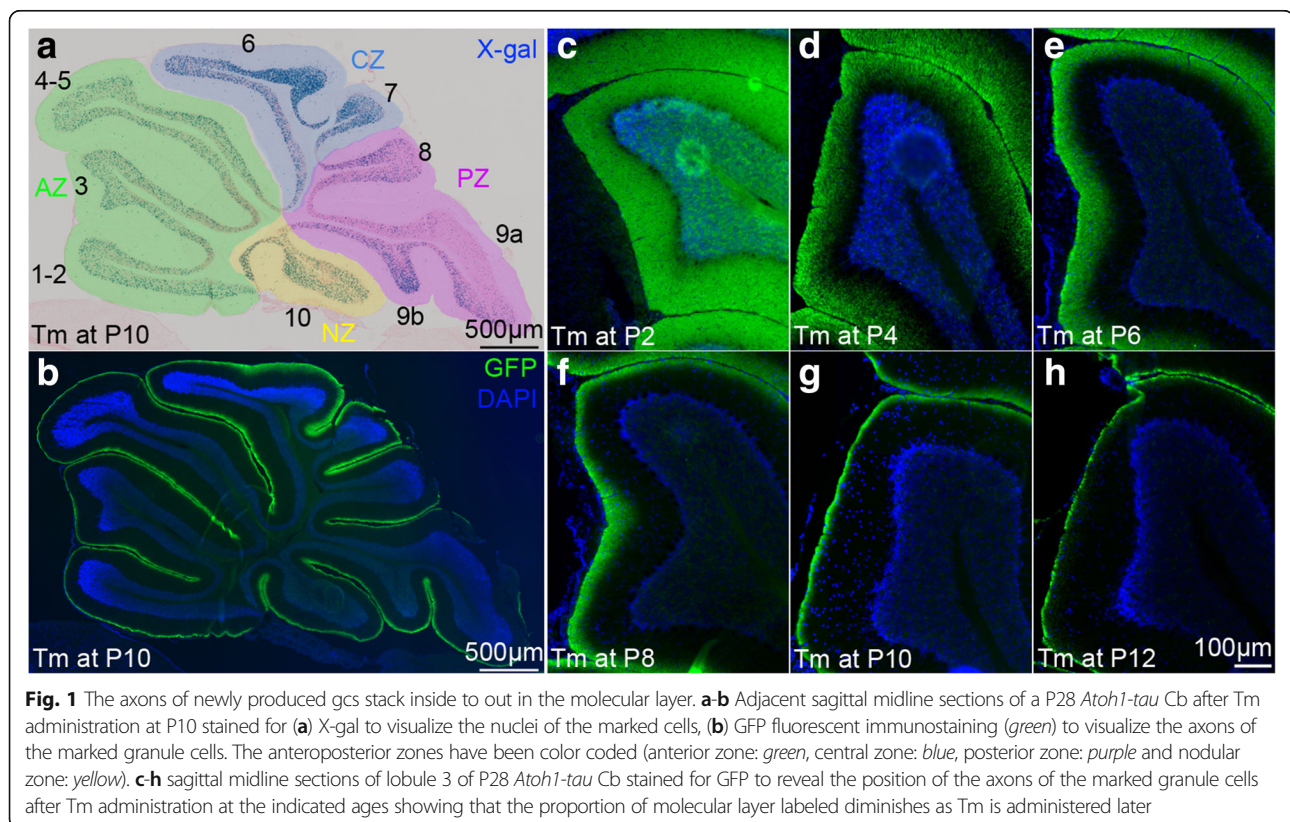 a
6
X-gal
CZ
4-5
7
8
PZ
AZ
3
9a
1-2
10
NZ
9b
Tm at P10
500µm
b
GFP
DAPI
Tm at P10
500µm
c
Tm at P2
d
Tm at P4
e
Tm at P6
f
Tm at P8
g
Tm at P10
h
Tm at P12
100µm
Fig. 1 The axons of newly produced gcs stack inside to out in the molecular layer. a-b Adjacent sagittal midline sections of a P28 Atoh1-tau Cb after Tm
administration at P10 stained for (a) X-gal to visualize the nuclei of the marked cells, (b) GFP fluorescent immunostaining (green) to visualize the axons of
the marked granule cells. The anteroposterior zones have been color coded (anterior zone: green, central zone: blue, posterior zone: purple and nodular
zone: yellow). c-h sagittal midline sections of lobule 3 of P28 Atoh1-tau Cb stained for GFP to reveal the position of the axons of the marked granule cells
after Tm administration at the indicated ages showing that the proportion of molecular layer labeled diminishes as Tm is administered later